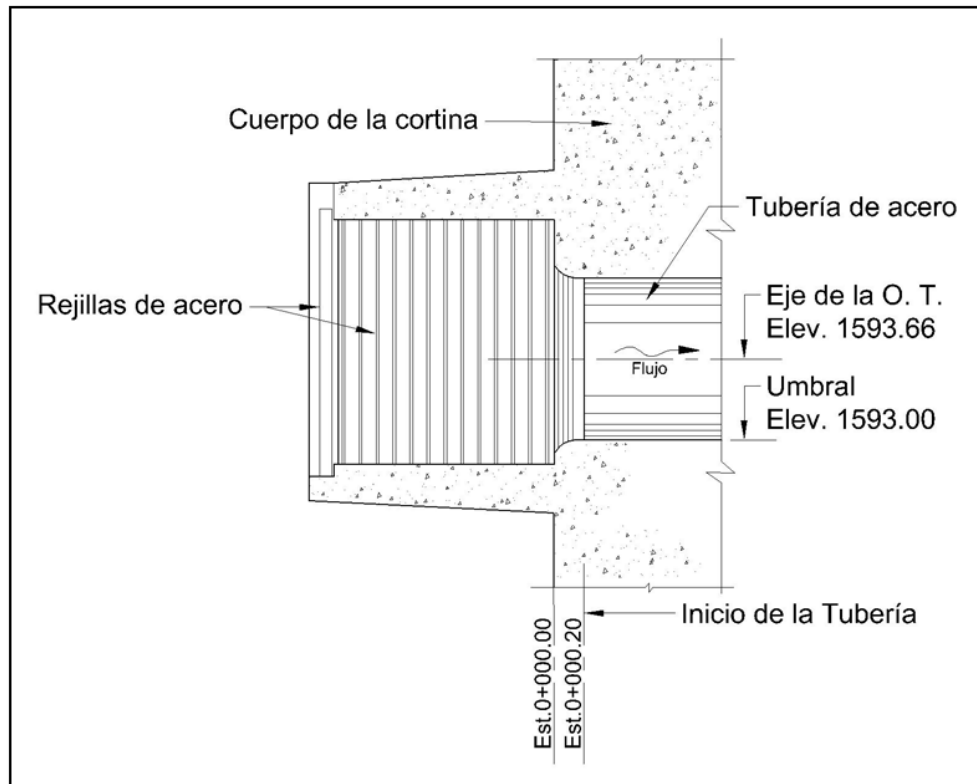 Cuerpo de la cortina
Tubería de acero
Rejillas de acero
Eje de la O. T.
Elev. 1593.66
Flujo
Umbral
Elev. 1593.00
Inicio de la Tubería
Est.0+000.00
Est.0+000.20